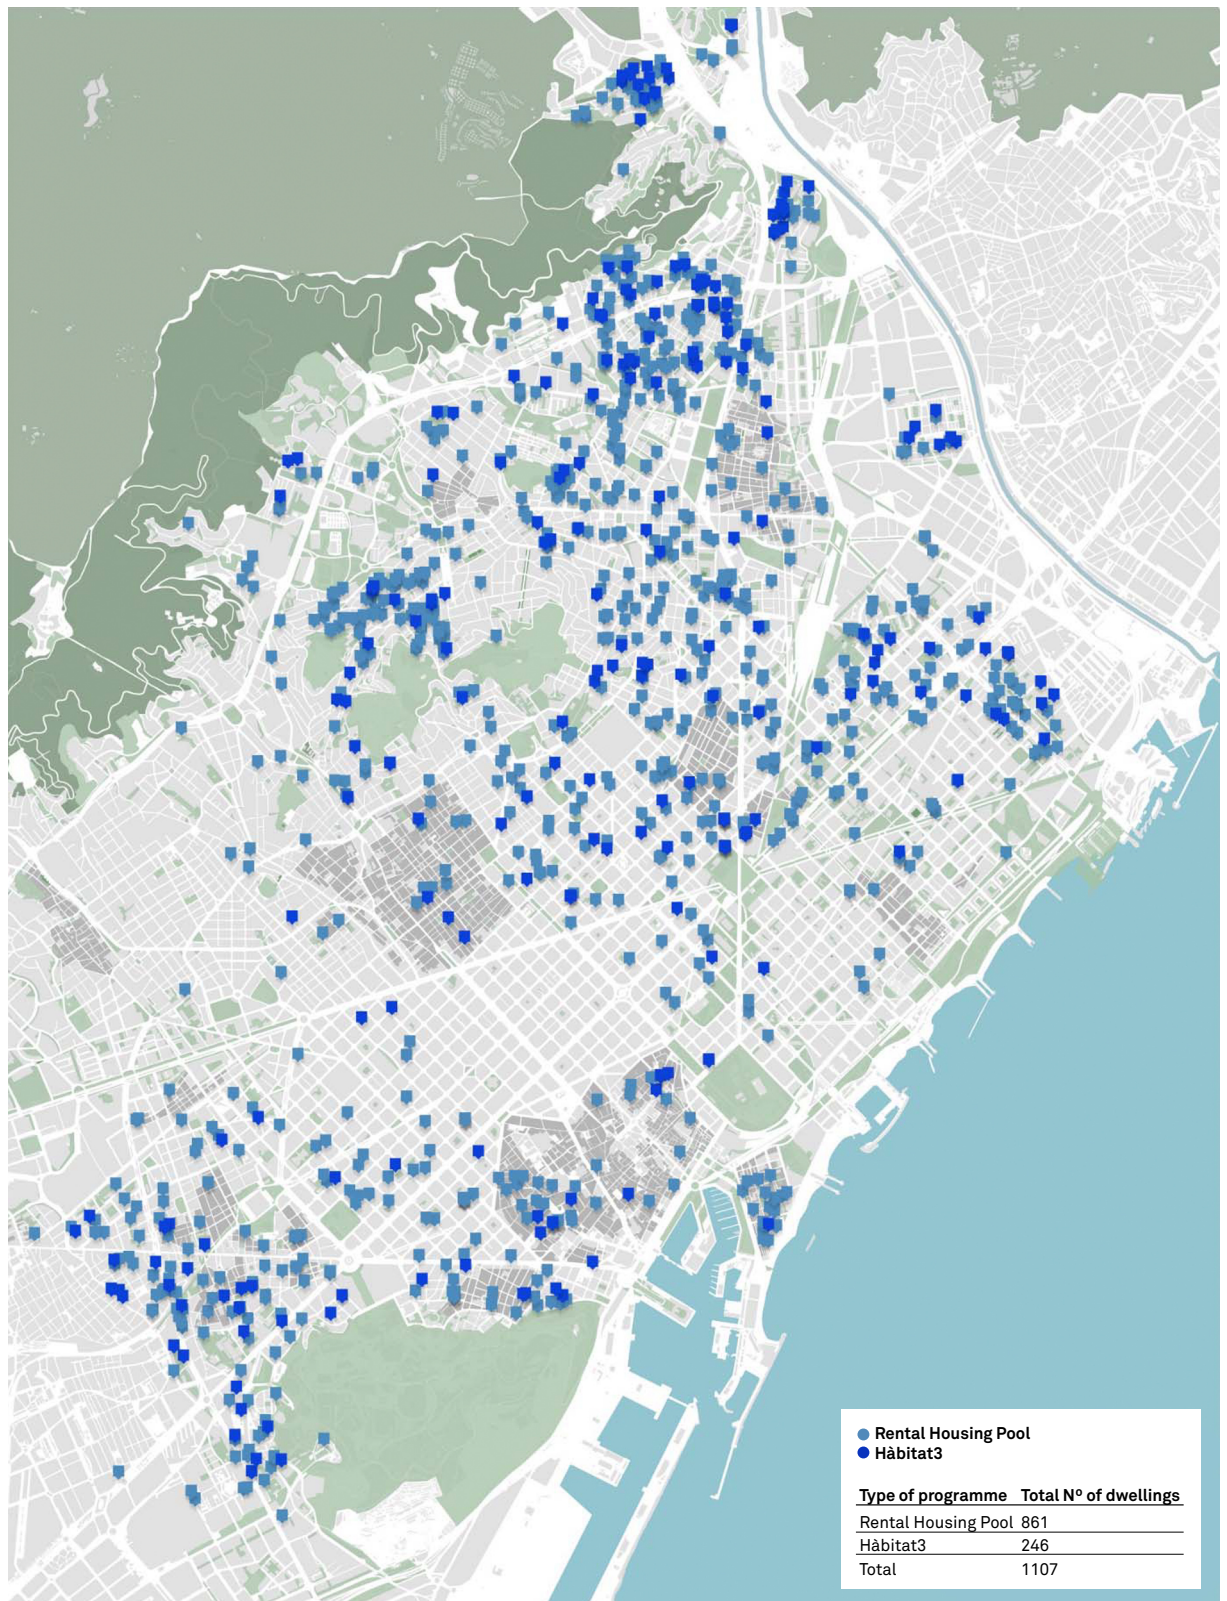 Rental Housing Pool
Hàbitat3
Type of programme Total Nº of dwellings
Rental Housing Pool 861
Hàbitat3 246
Total 1107